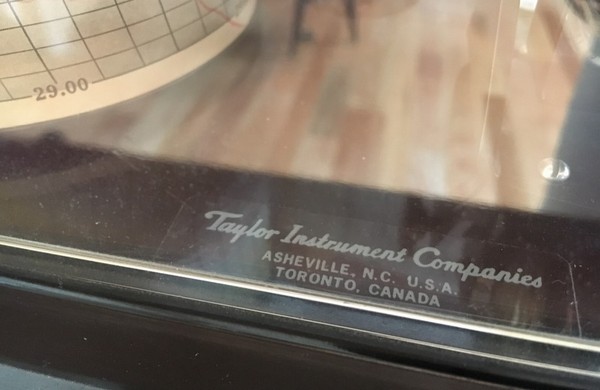 29.00
Taylor Instrument Companies
ASHEVILLE, N.C. U.S.A.
TORONTO, CANADA